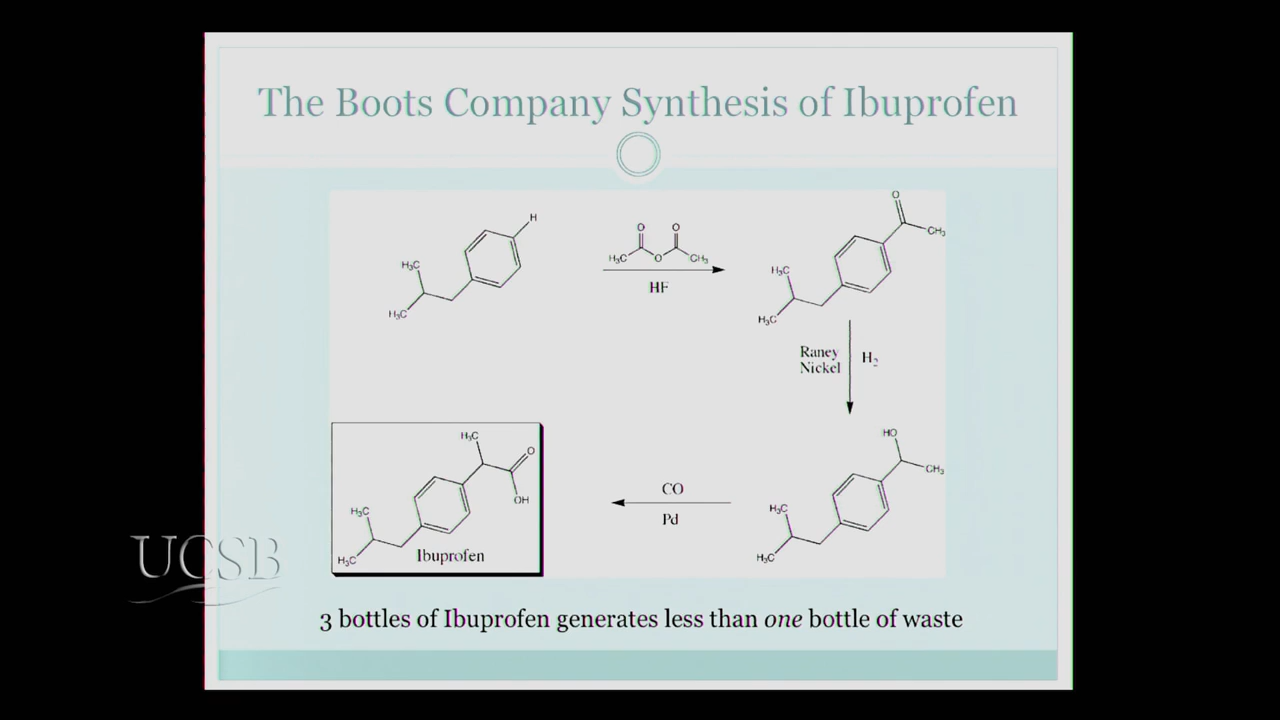 The Boots Company Synthesis of Ibuprofen
H
H₃C
H₃C
O O
H₃C O CH₃
HF
O
CH₃
H₃C
H₃C
Raney
Nickel
H₂
HO
CH₃
H₃C
H₃C
CO
Pd
H₃C
O
OH
H₃C
H₃C
Ibuprofen
UCSB
3 bottles of Ibuprofen generates less than one bottle of waste